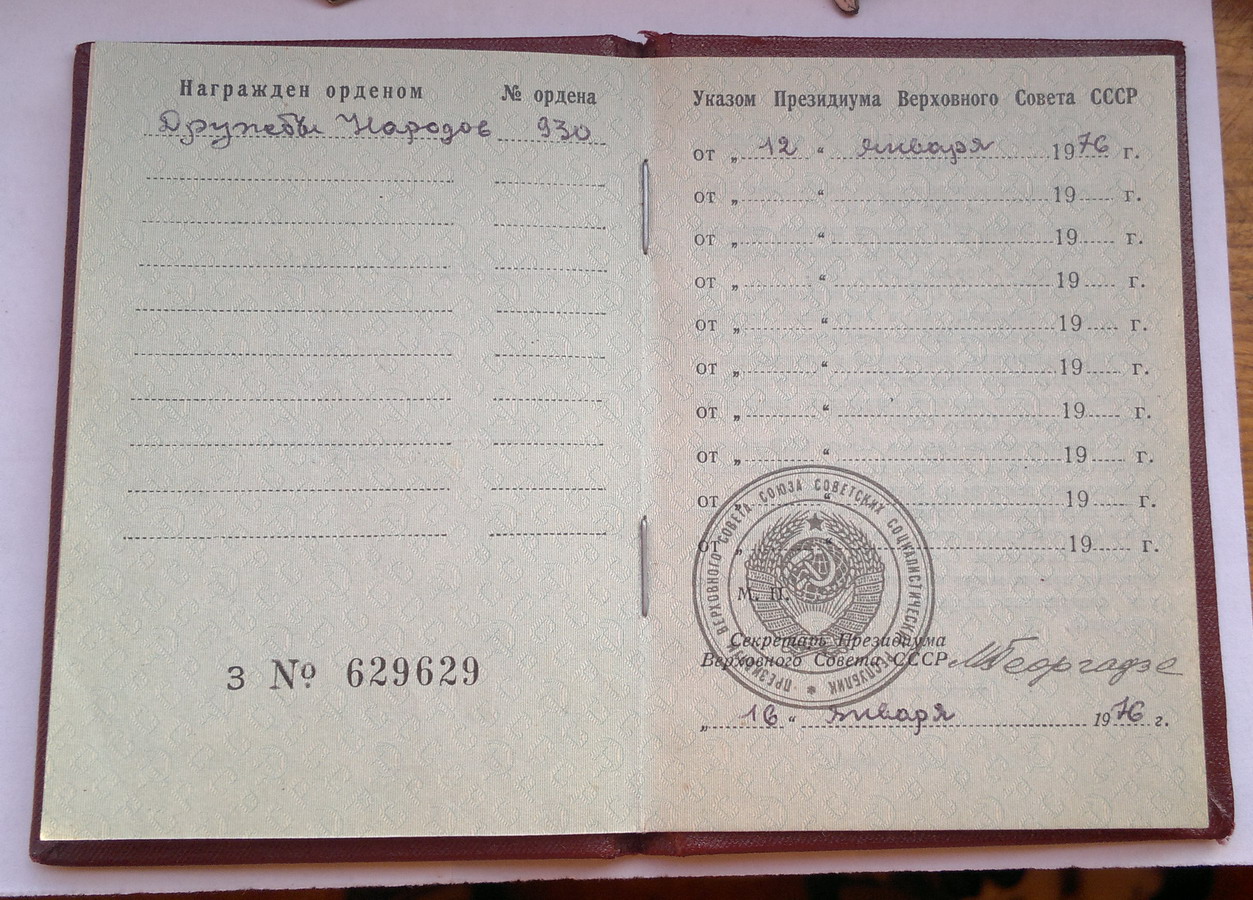 Награжден орденом № ордена
Дружбы Народов 930
З № 629629
Указом Президиума Верховного Совета СССР
от „ 12 “ января 1976 г.
от „ “ 19 г.
от „ “ 19 г.
от „ “ 19 г.
от „ “ 19 г.
от „ “ 19 г.
от „ “ 19 г.
от „ “ 19 г.
от „ “ 19 г.
от „ “ 19 г.
М. П.
ПРЕЗИДИУМ ВЕРХОВНОГО СОВЕТА СОЮЗА СОВЕТСКИХ СОЦИАЛИСТИЧЕСКИХ РЕСПУБЛИК
Секретарь Президиума
Верховного Совета СССР МГеоргадзе
„ 16 “ января 1976 г.